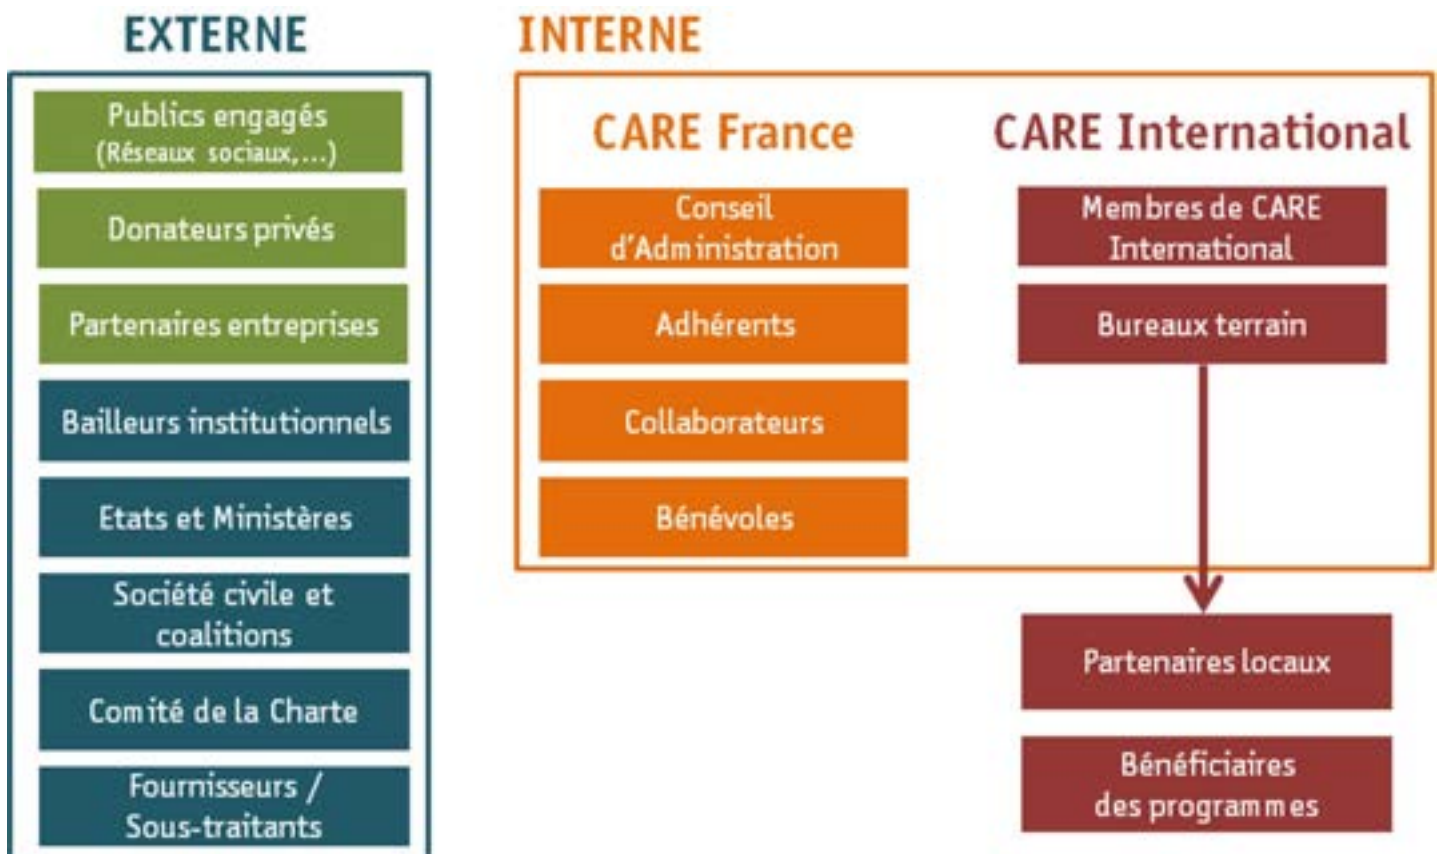 EXTERNE
Publics engagés
(Réseaux sociaux,...)
Donateurs privés
Partenaires entreprises
Bailleurs institutionnels
Etats et Ministères
Société civile et
coalitions
Comité de la Charte
Fournisseurs /
Sous-traitants
INTERNE
CARE France
Conseil
d'Administration
Adhérents
Collaborateurs
Bénévoles
CARE International
Membres de CARE
International
Bureaux terrain
Partenaires locaux
Bénéficiaires
des programmes